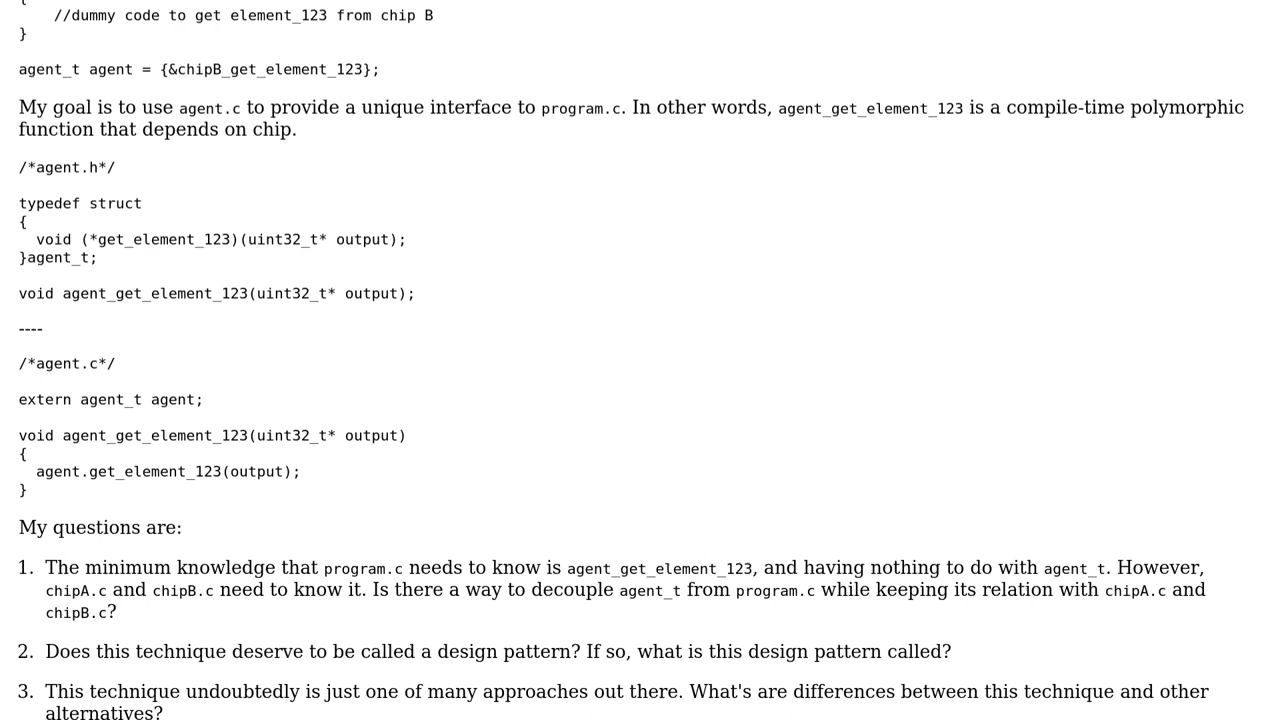 {
//dummy code to get element_123 from chip B
}
agent_t agent = {&chipB_get_element_123};
My goal is to use agent.c to provide a unique interface to program.c. In other words, agent_get_element_123 is a compile-time polymorphic
function that depends on chip.
/*agent.h*/
typedef struct
{
void (*get_element_123)(uint32_t* output);
}agent_t;
void agent_get_element_123(uint32_t* output);
----
/*agent.c*/
extern agent_t agent;
void agent_get_element_123(uint32_t* output)
{
agent.get_element_123(output);
}
My questions are:
1. The minimum knowledge that program.c needs to know is agent_get_element_123, and having nothing to do with agent_t. However,
chipA.c and chipB.c need to know it. Is there a way to decouple agent_t from program.c while keeping its relation with chipA.c and
chipB.c?
2. Does this technique deserve to be called a design pattern? If so, what is this design pattern called?
3. This technique undoubtedly is just one of many approaches out there. What's are differences between this technique and other
alternatives?